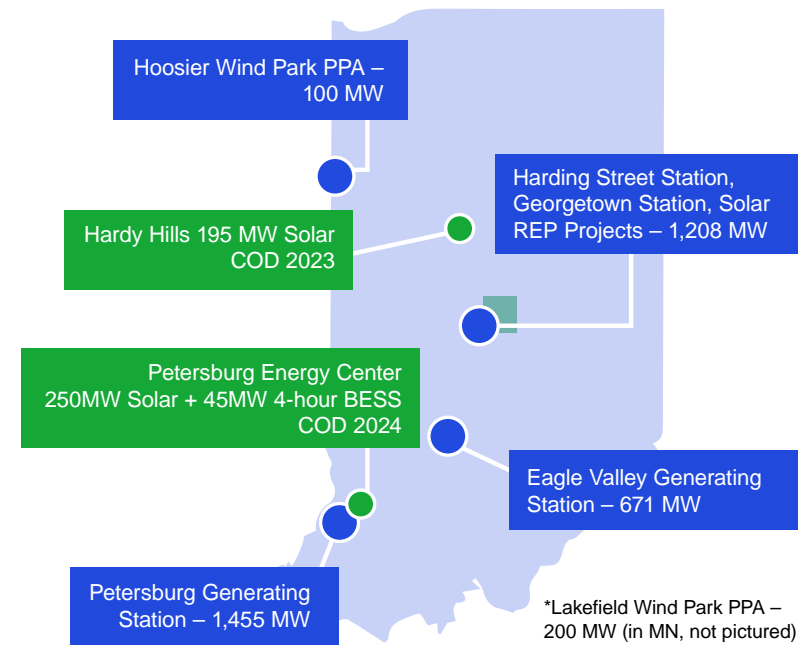 Hoosier Wind Park PPA –
100 MW
Harding Street Station,
Georgetown Station, Solar
REP Projects – 1,208 MW
Hardy Hills 195 MW Solar
COD 2023
Petersburg Energy Center
250MW Solar + 45MW 4-hour BESS
COD 2024
Eagle Valley Generating
Station – 671 MW
Petersburg Generating
Station – 1,455 MW
*Lakefield Wind Park PPA –
200 MW (in MN, not pictured)